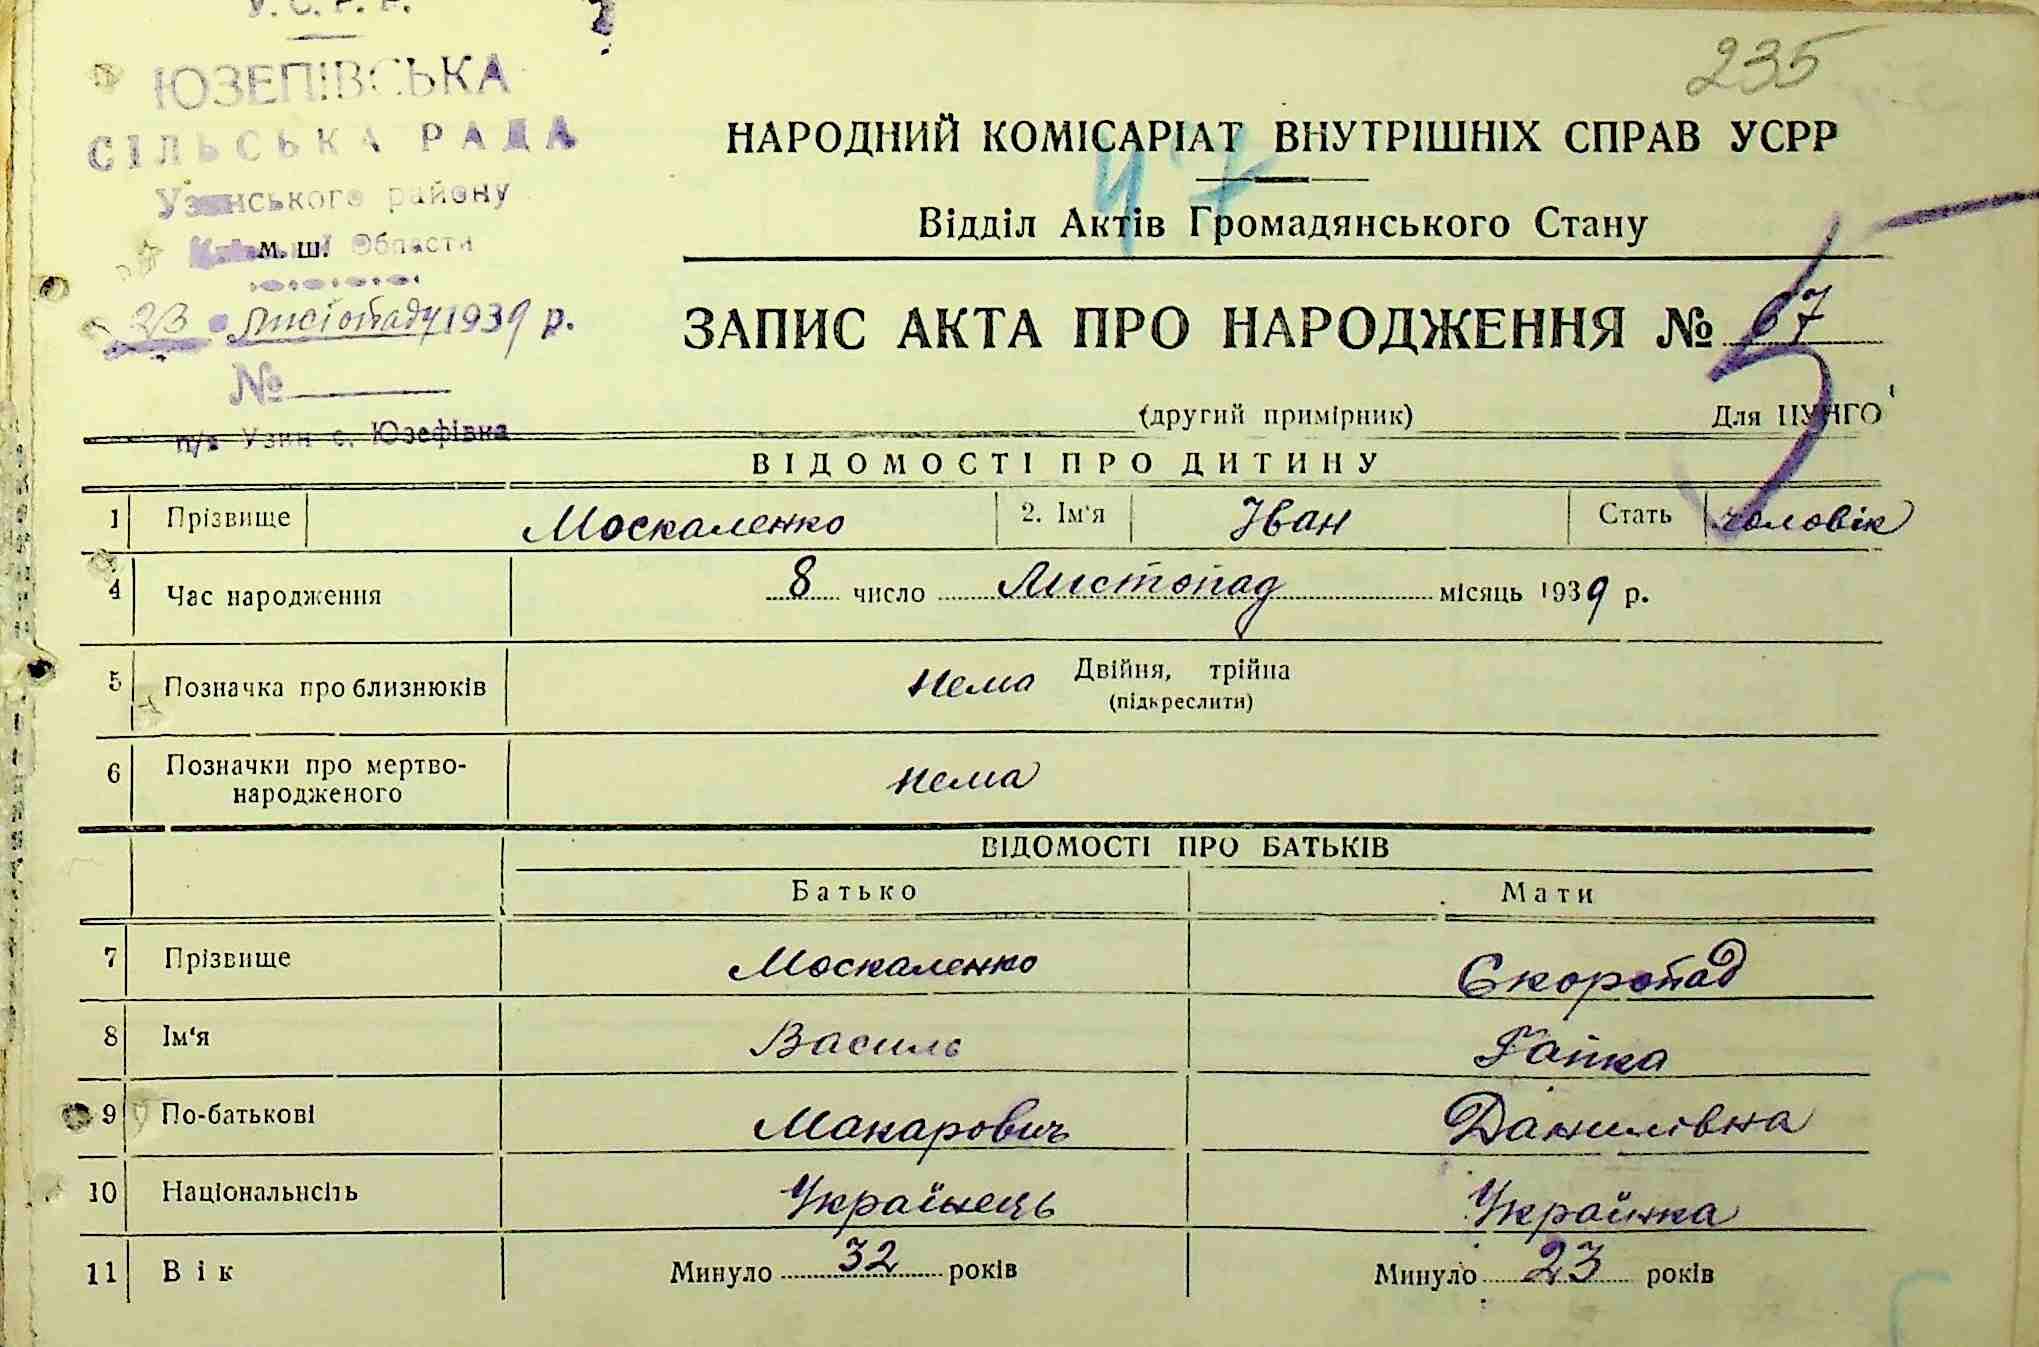 У. С. Р. Р.
235
ЮЗЕПІВСЬКА
СІЛЬСЬКА РАДА
Узинського району
Області
м. ш.
23 Листопаду 1939 р.
№
п/в Узин с. Юзефівка
НАРОДНИЙ КОМІСАРІАТ ВНУТРІШНІХ СПРАВ УСРР
47
Відділ Актів Громадянського Стану
ЗАПИС АКТА ПРО НАРОДЖЕННЯ № 67
(другий примірник) Для ЦУНГО
ВІДОМОСТІ ПРО ДИТИНУ
1 Прізвище Москаленко 2. Ім'я Іван Стать чоловік
4 Час народження 8 число Листопад місяць 1939 р.
5 Позначка про близнюків нема Двійня, трійна
(підкреслити)
6 Позначки про мертво-
народженого нема
ВІДОМОСТІ ПРО БАТЬКІВ
Батько Мати
7 Прізвище Москаленко Скоропад
8 Ім'я Василь Гапка
9 По-батькові Макарович Данилівна
10 Національність Українець Українка
11 Вік Минуло 32 років Минуло 23 років